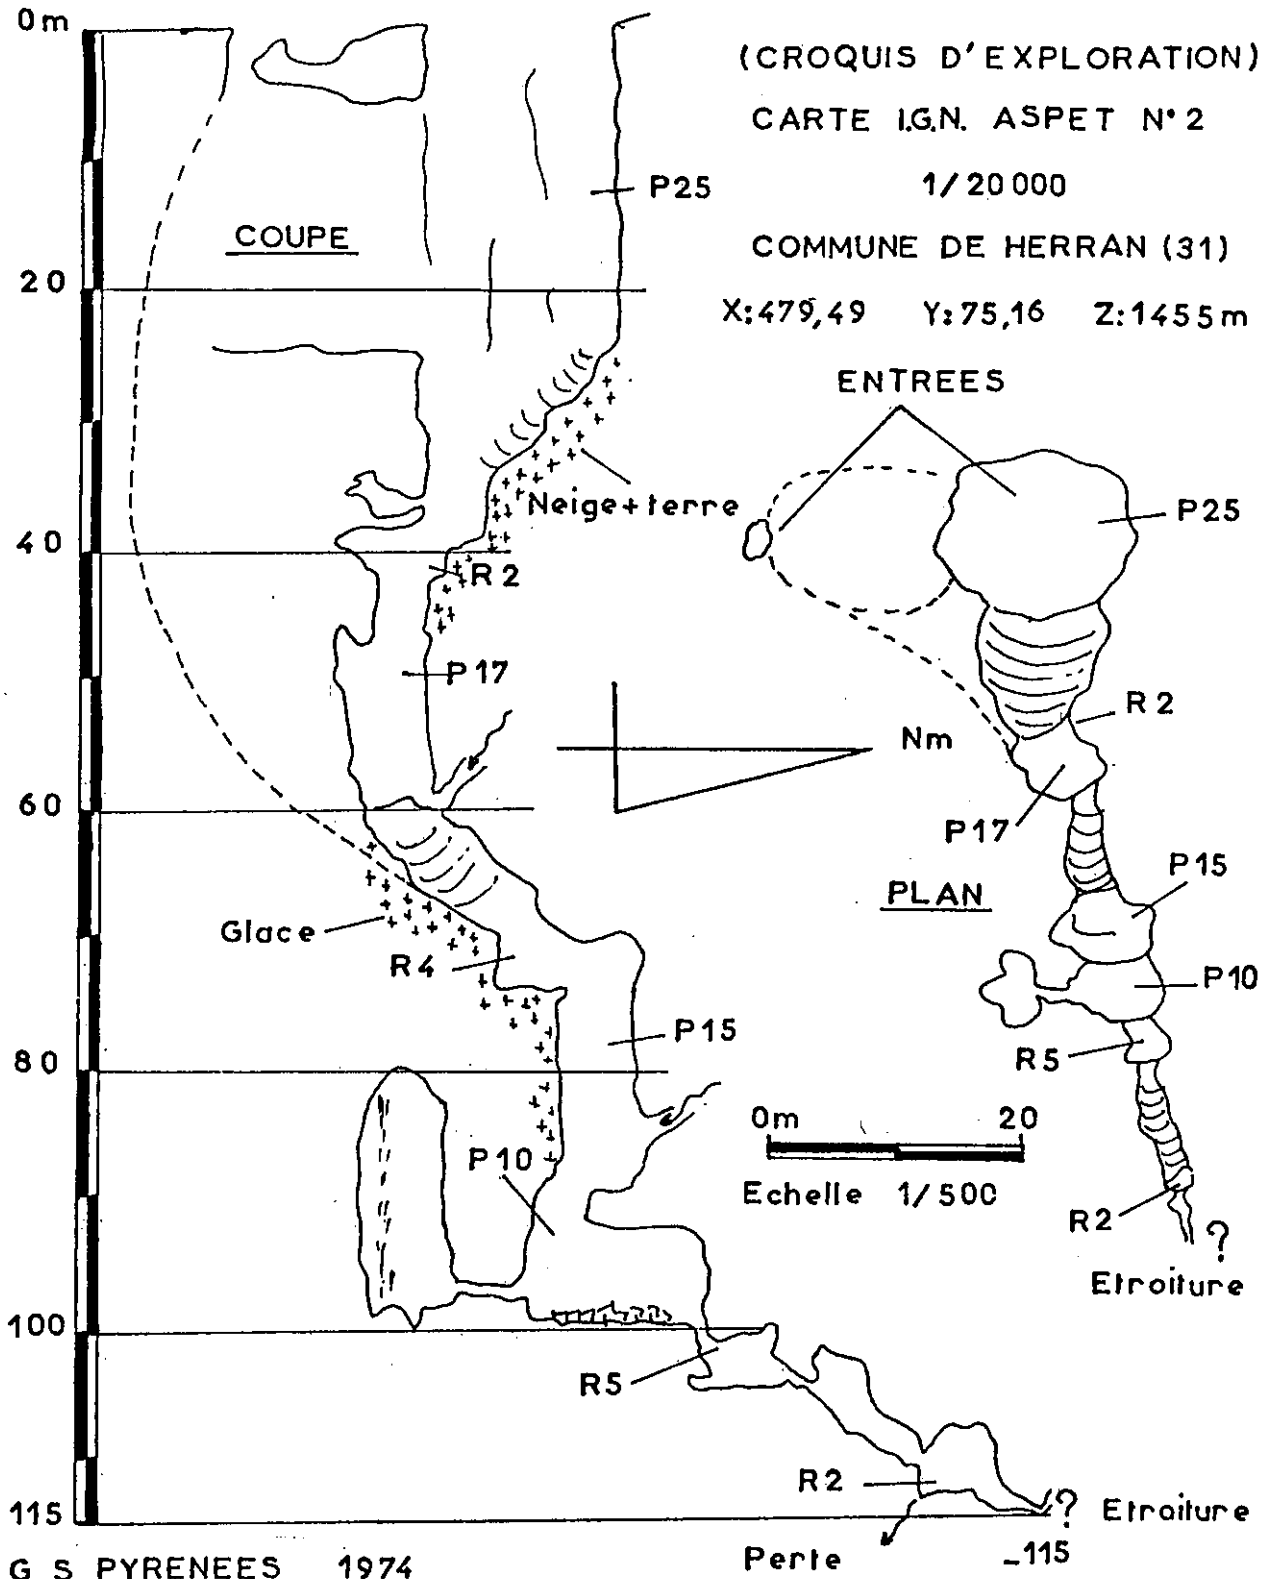 0m
(CROQUIS D'EXPLORATION)
CARTE I.G.N. ASPET N°2
1/20 000
P25
COUPE
COMMUNE DE HERRAN (31)
20
X:479,49 Y:75,16 Z:1455m
ENTREES
Neige+terre
P25
40
R2
P17
R2
Nm
60
P17
P15
PLAN
Glace
R4
P10
P15
R5
80
0m 20
P10
Echelle 1/500
R2
?
Etroiture
100
R5
R2
? Etroiture
115
Perte
-115
G S PYRENEES 1974